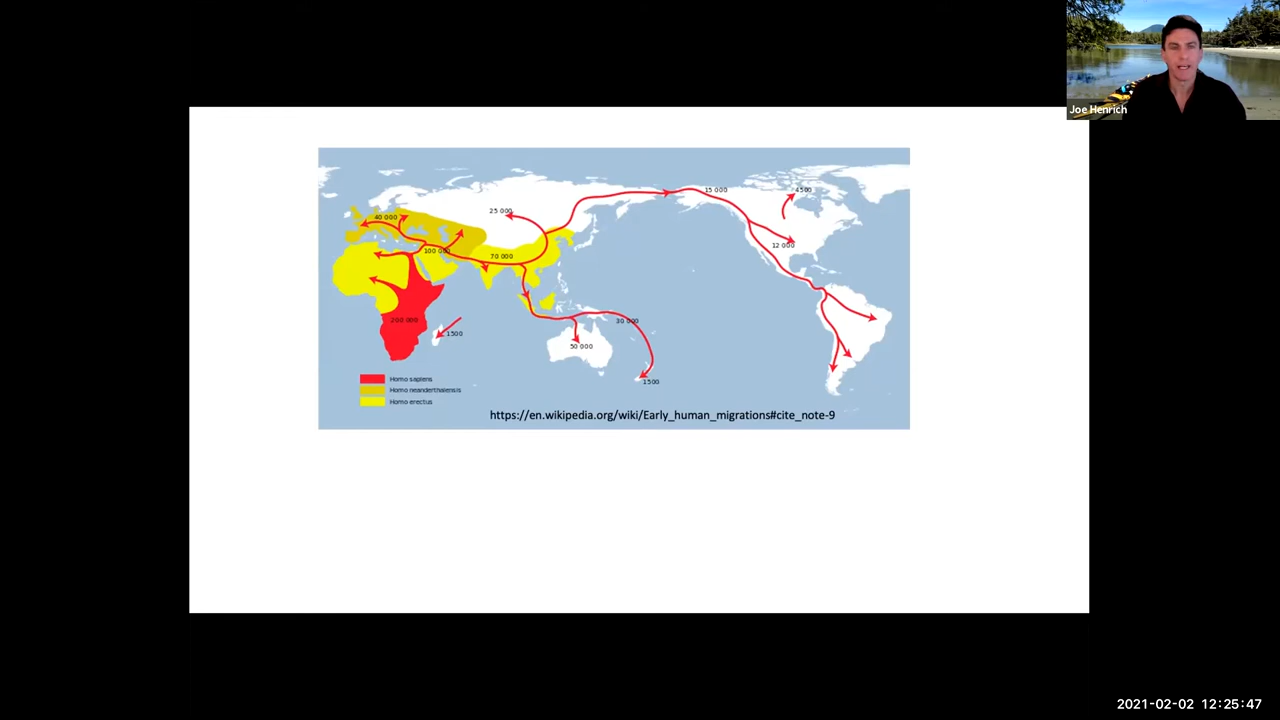 Joe Henrich
15 000
4500
25 000
40 000
12 000
100 000
70 000
200 000
30 000
1500
50 000
1500
Homo sapiens
Homo neanderthalensis
Homo erectus
https://en.wikipedia.org/wiki/Early_human_migrations#cite_note-9
2021-02-02 12:25:47